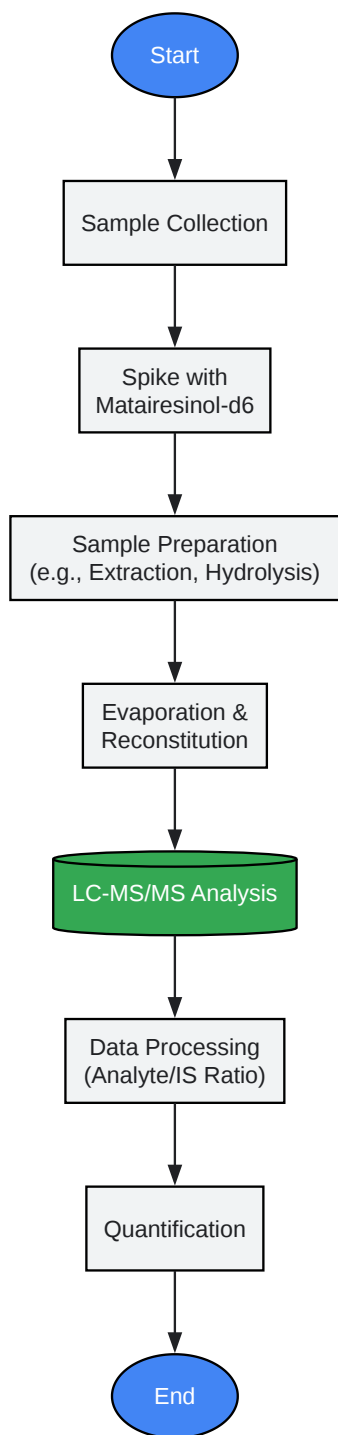 Start
Sample Collection
Spike with
Matairesinol-d6
Sample Preparation
(e.g., Extraction, Hydrolysis)
Evaporation &
Reconstitution
LC-MS/MS Analysis
Data Processing
(Analyte/IS Ratio)
Quantification
End